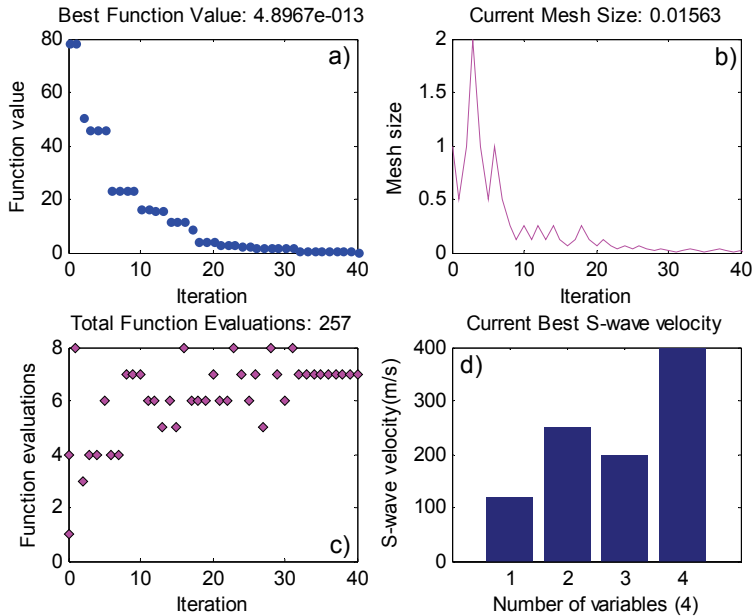 Best Function Value: 4.8967e-013
80
60
40
20
0
Function value
a)
0 10 20 30 40
Iteration
Current Mesh Size: 0.01563
2
1.5
1
0.5
0
Mesh size
b)
0 10 20 30 40
Iteration
Total Function Evaluations: 257
8
6
4
2
0
Function evaluations
c)
0 10 20 30 40
Iteration
Current Best S-wave velocity
400
300
200
100
0
S-wave velocity(m/s)
d)
1 2 3 4
Number of variables (4)